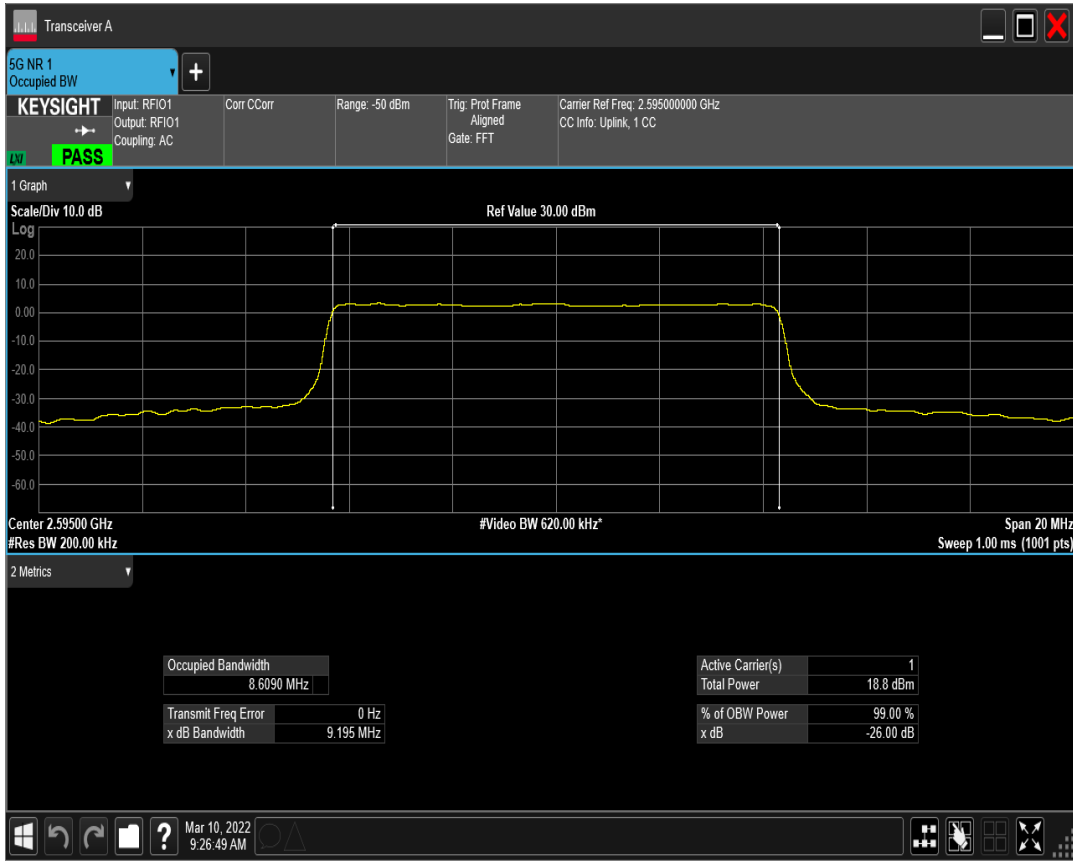 Transceiver A
5G NR 1
Occupied BW
+
KEYSIGHT
LXI
PASS
Input: RFIO1
Output: RFIO1
Coupling: AC
Corr CCorr
Range: -50 dBm
Trig: Prot Frame
Aligned
Gate: FFT
Carrier Ref Freq: 2.595000000 GHz
CC Info: Uplink, 1 CC
1 Graph
Scale/Div 10.0 dB
Ref Value 30.00 dBm
Log
20.0
10.0
0.00
-10.0
-20.0
-30.0
-40.0
-50.0
-60.0
Center 2.59500 GHz
#Video BW 620.00 kHz*
Span 20 MHz
#Res BW 200.00 kHz
Sweep 1.00 ms (1001 pts)
2 Metrics
Occupied Bandwidth
8.6090 MHz
Transmit Freq Error 0 Hz
x dB Bandwidth 9.195 MHz
Active Carrier(s) 1
Total Power 18.8 dBm
% of OBW Power 99.00 %
x dB -26.00 dB
?
Mar 10, 2022
9:26:49 AM